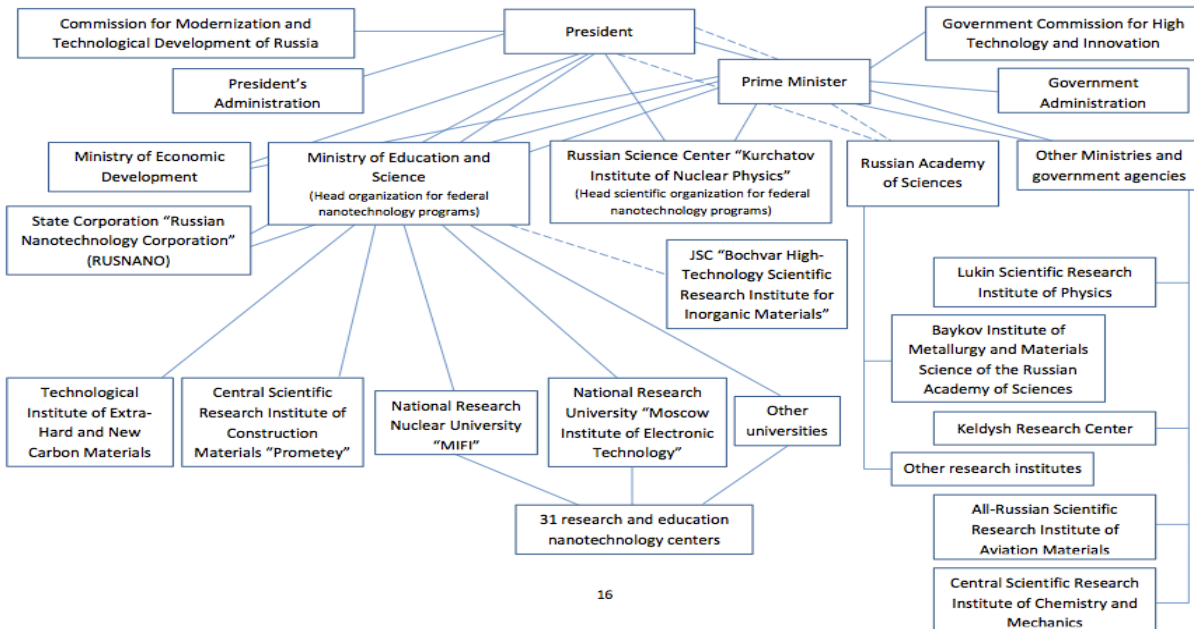 Commission for Modernization and
Technological Development of Russia
President
Government Commission for High
Technology and Innovation
President's
Administration
Prime Minister
Government
Administration
Ministry of Economic
Development
Ministry of Education and
Science
(Head organization for federal
nanotechnology programs)
Russian Science Center "Kurchatov
Institute of Nuclear Physics"
(Head scientific organization for federal
nanotechnology programs)
Russian Academy
of Sciences
Other Ministries and
government agencies
State Corporation "Russian
Nanotechnology Corporation"
(RUSNANO)
JSC "Bochvar High-
Technology Scientific
Research Institute for
Inorganic Materials"
Lukin Scientific Research
Institute of Physics
Baykov Institute of
Metallurgy and Materials
Science of the Russian
Academy of Sciences
Technological
Institute of Extra-
Hard and New
Carbon Materials
Central Scientific
Research Institute of
Construction
Materials "Prometey"
National Research
Nuclear University
"MIFI"
National Research
University "Moscow
Institute of Electronic
Technology"
Other
universities
Keldysh Research Center
Other research institutes
31 research and education
nanotechnology centers
All-Russian Scientific
Research Institute of
Aviation Materials
Central Scientific Research
Institute of Chemistry and
Mechanics
16